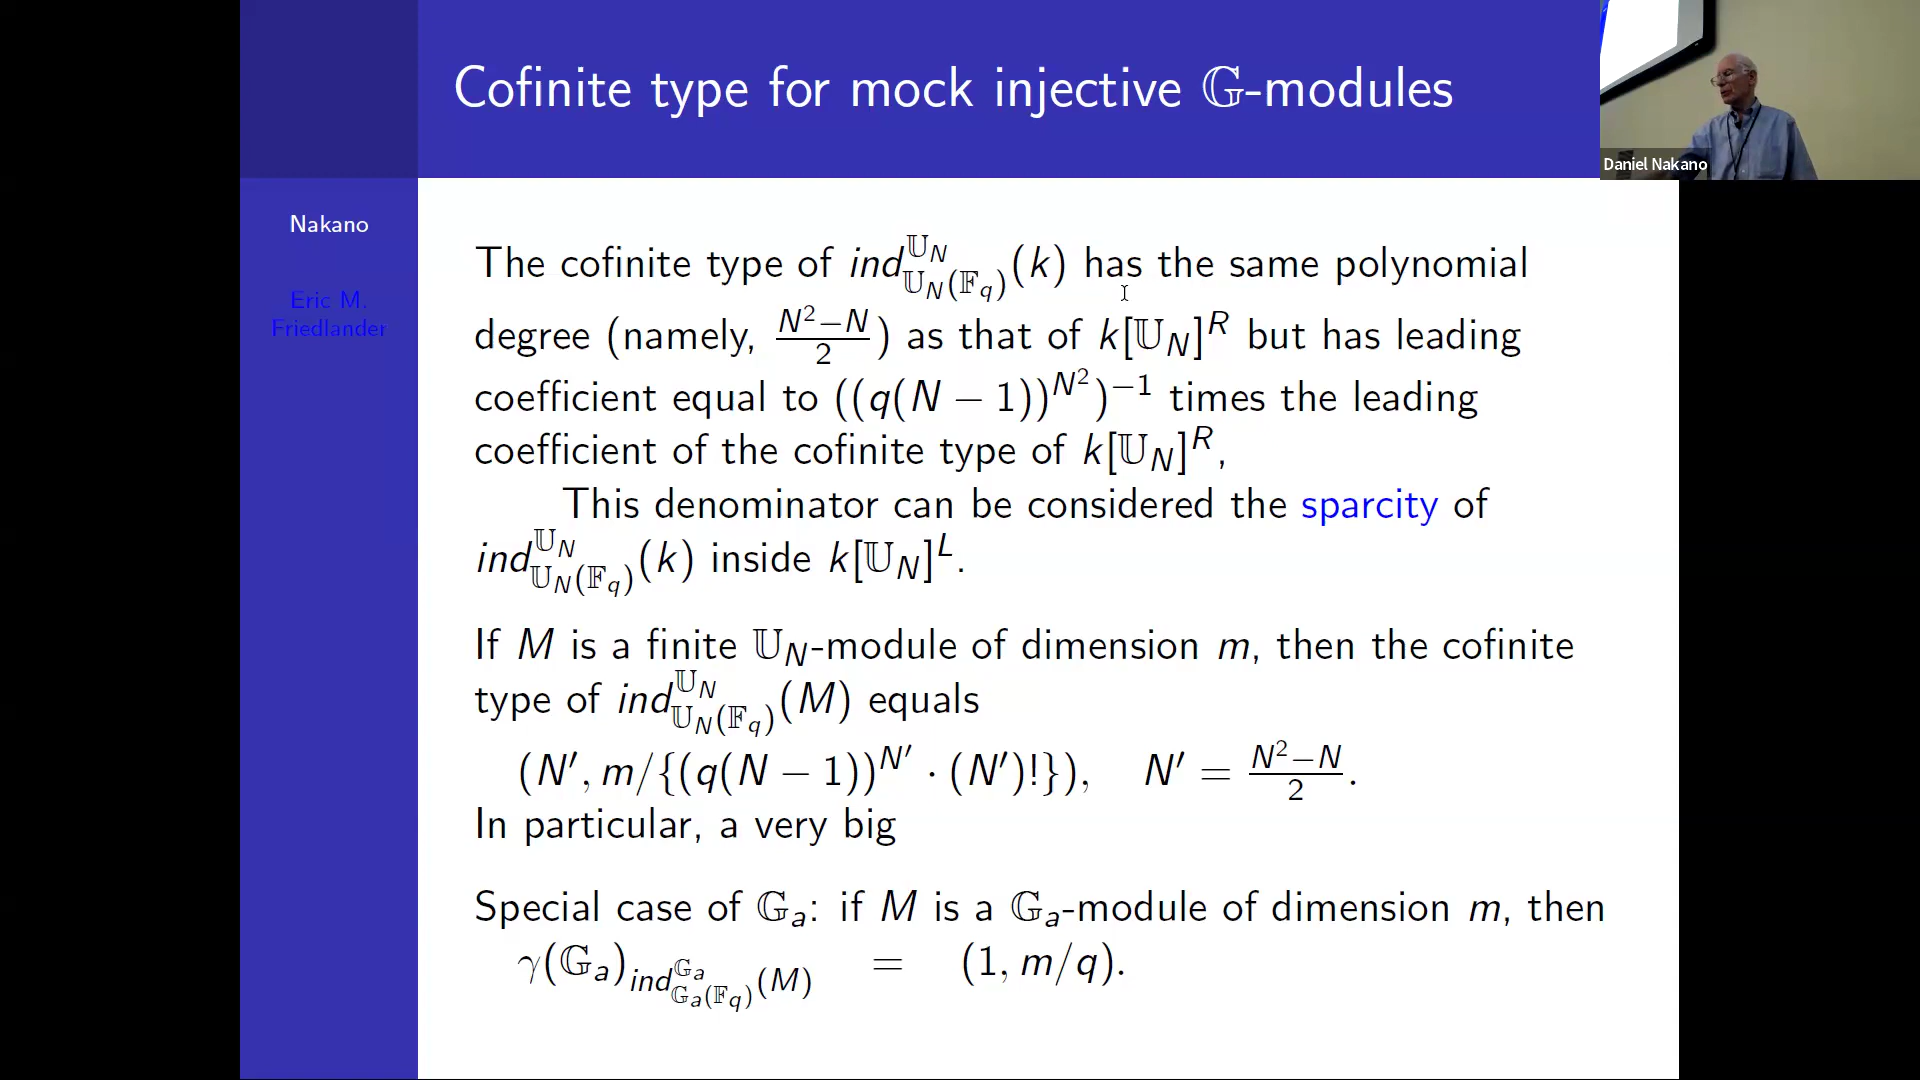 Cofinite type for mock injective 𝔾-modules
Daniel Nakano
Nakano
Eric M.
Friedlander
The cofinite type of ind^{𝕌_N}_{𝕌_N(𝔽_q)}(k) has the same polynomial
degree (namely, \frac{N^2−N}{2}) as that of k[𝕌_N]^R but has leading
coefficient equal to ((q(N − 1))^{N^2})^{−1} times the leading
coefficient of the cofinite type of k[𝕌_N]^R,
This denominator can be considered the sparcity of
ind^{𝕌_N}_{𝕌_N(𝔽_q)}(k) inside k[𝕌_N]^L.
If M is a finite 𝕌_N-module of dimension m, then the cofinite
type of ind^{𝕌_N}_{𝕌_N(𝔽_q)}(M) equals
(N′, m/{(q(N − 1))^{N′} · (N′)!}), N′ = \frac{N^2−N}{2}.
In particular, a very big
Special case of 𝔾_a: if M is a 𝔾_a-module of dimension m, then
γ(𝔾_a)_{ind^{𝔾_a}_{𝔾_a(𝔽_q)}(M)} = (1, m/q).